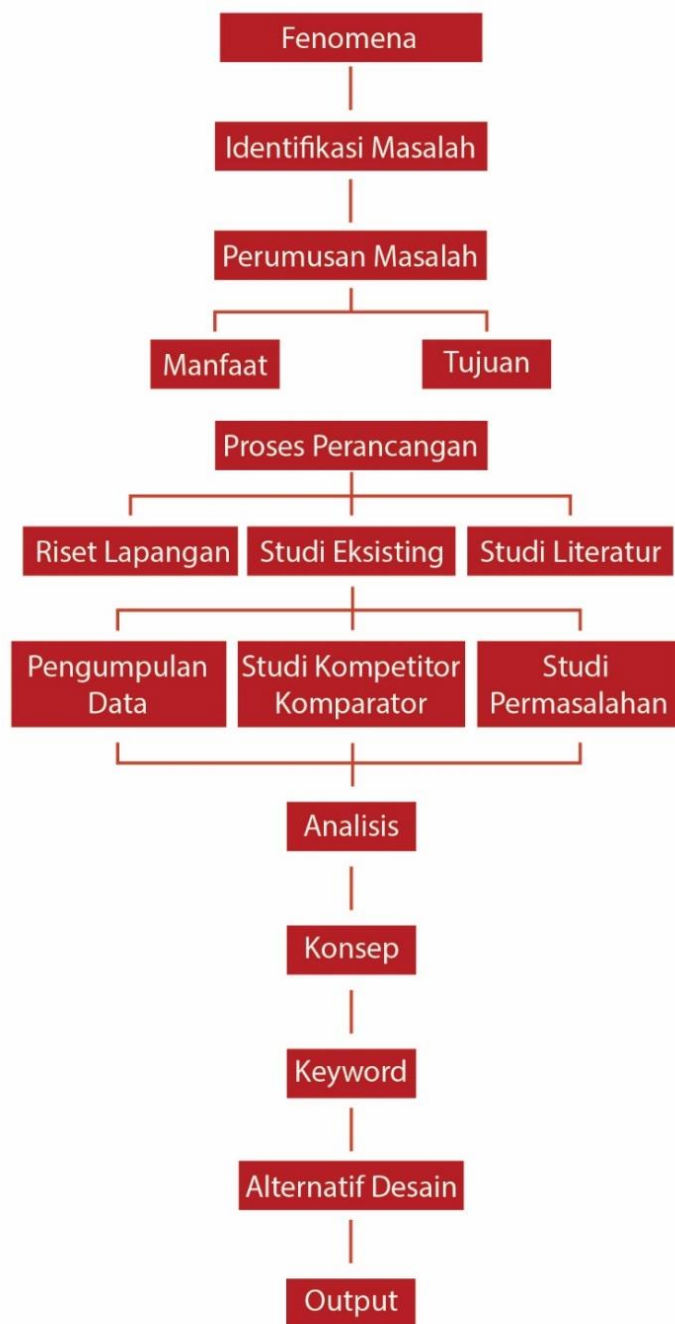 Fenomena
Identifikasi Masalah
Perumusan Masalah
Manfaat
Tujuan
Proses Perancangan
Riset Lapangan
Studi Eksisting
Studi Literatur
Pengumpulan
Data
Studi Kompetitor
Komparator
Studi
Permasalahan
Analisis
Konsep
Keyword
Alternatif Desain
Output